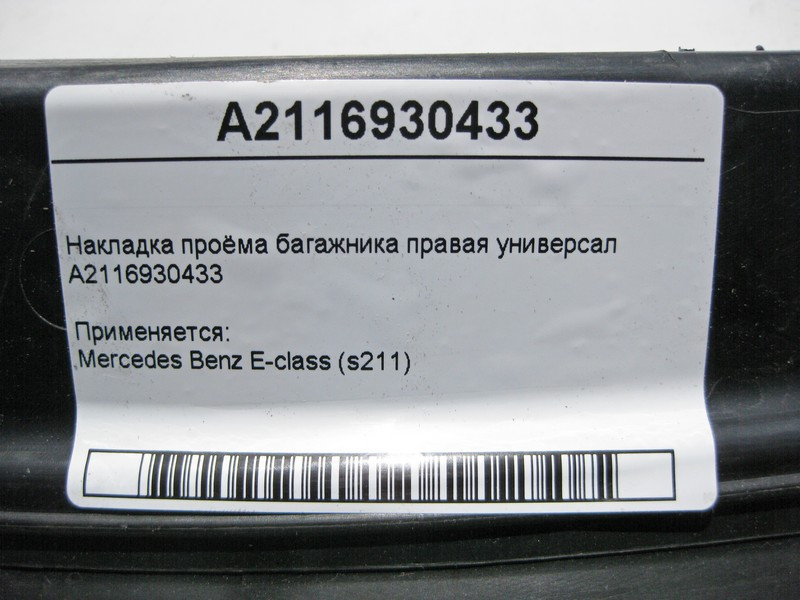 A2116930433
Накладка проёма багажника правая универсал
A2116930433
Применяется:
Mercedes Benz E-class (s211)